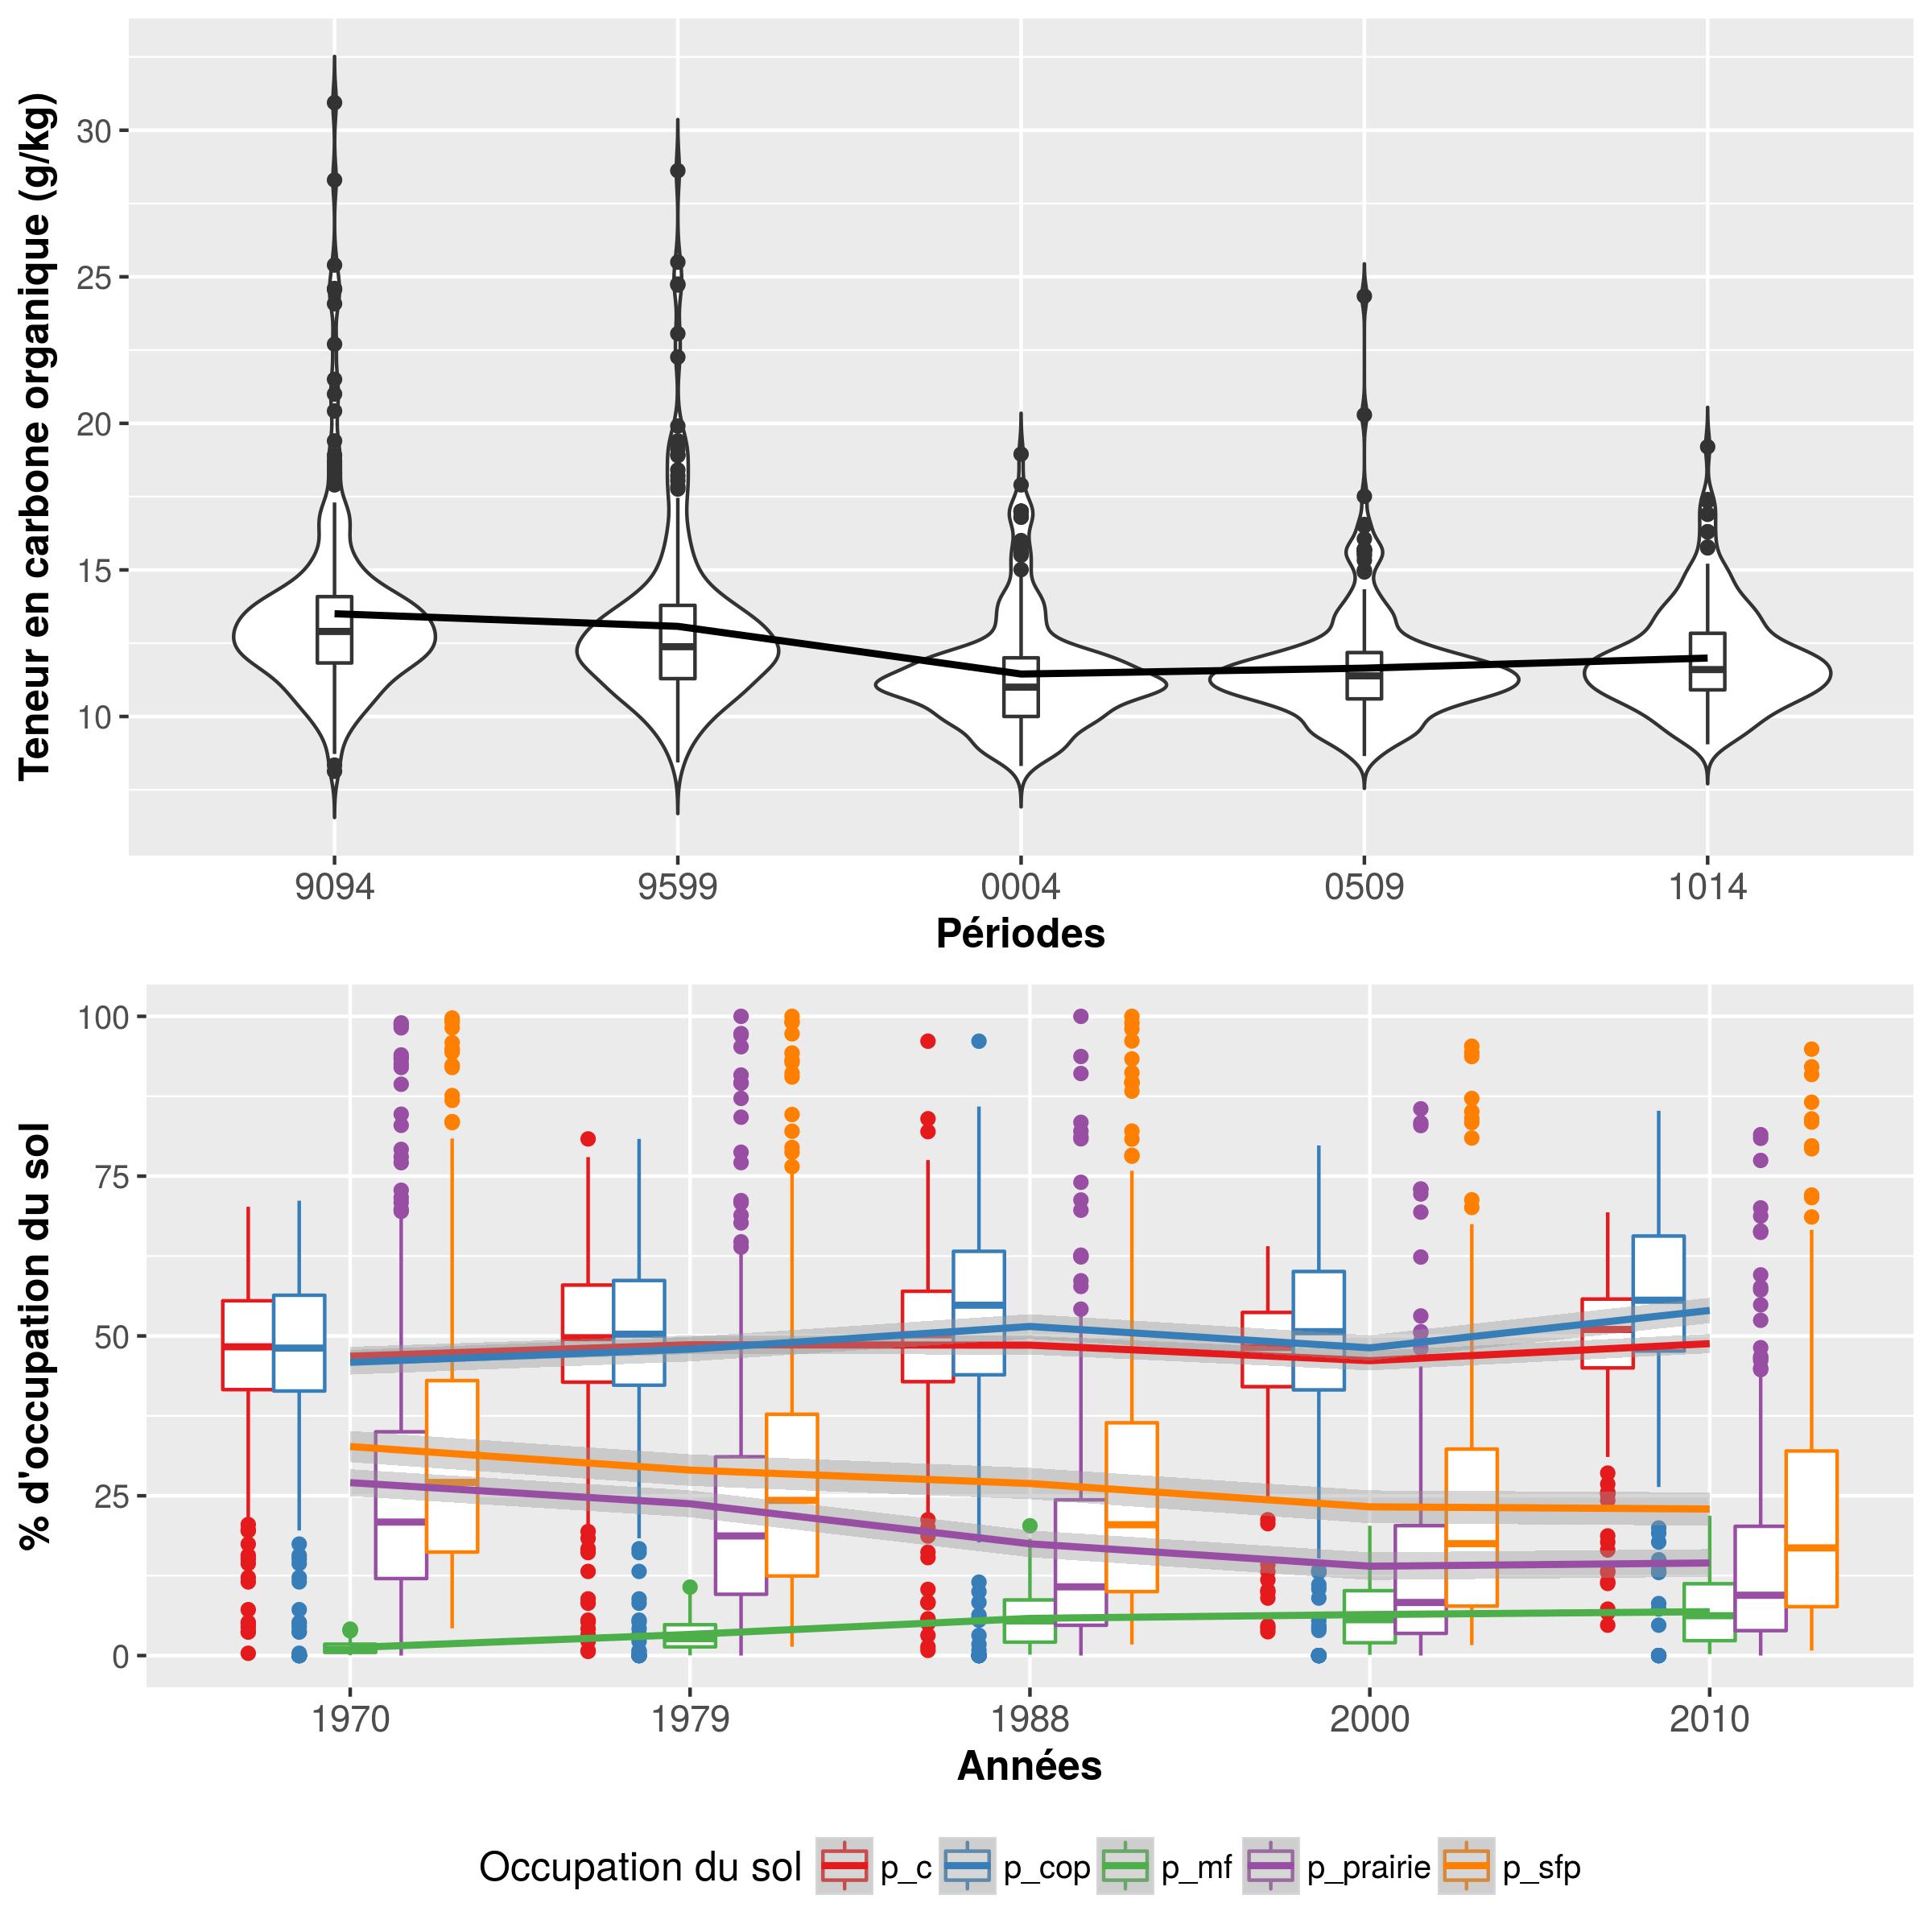 Teneur en carbone organique (g/kg)
30
25
20
15
10
9094 9599 0004 0509 1014
Périodes
% d'occupation du sol
100
75
50
25
0
1970 1979 1988 2000 2010
Années
Occupation du sol p_c p_cop p_mf p_prairie p_sfp